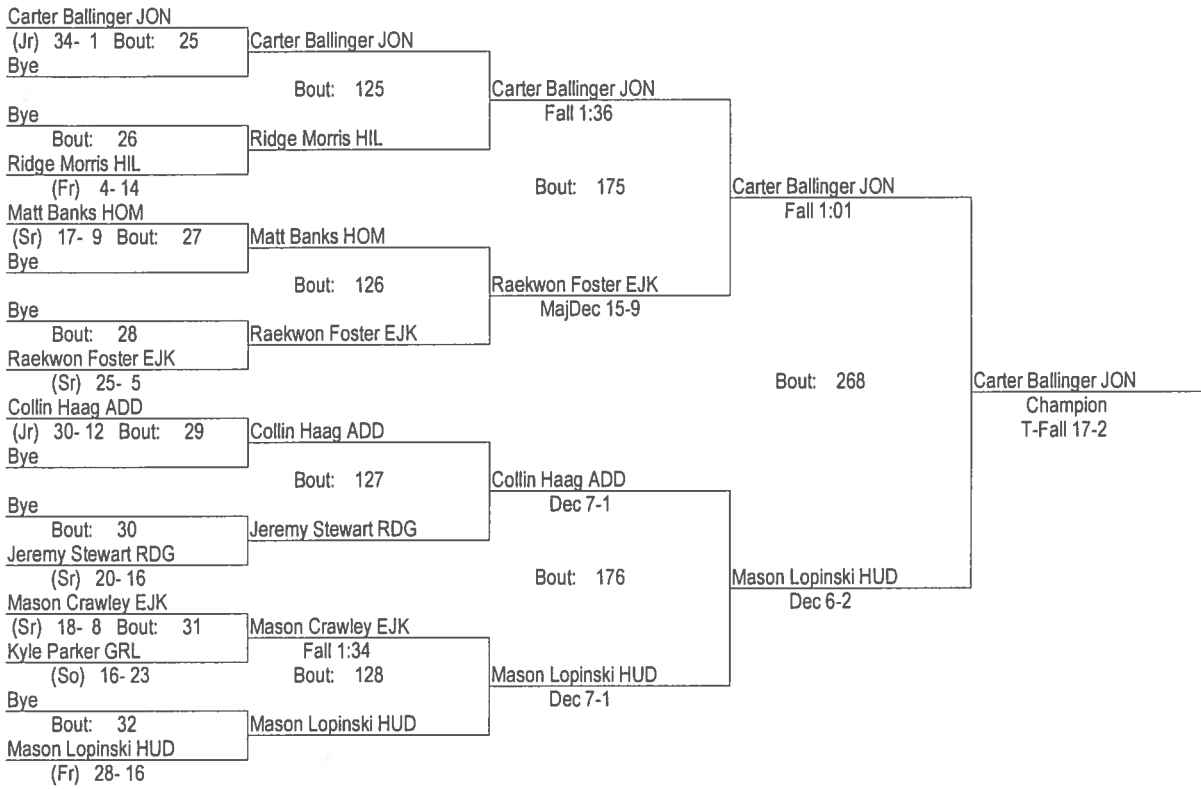 Carter Ballinger JON
(Jr) 34- 1 Bout: 25
Bye
Bye
Bout: 26
Ridge Morris HIL
(Fr) 4- 14
Matt Banks HOM
(Sr) 17- 9 Bout: 27
Bye
Bye
Bout: 28
Raekwon Foster EJK
(Sr) 25- 5
Collin Haag ADD
(Jr) 30- 12 Bout: 29
Bye
Bye
Bout: 30
Jeremy Stewart RDG
(Sr) 20- 16
Mason Crawley EJK
(Sr) 18- 8 Bout: 31
Kyle Parker GRL
(So) 16- 23
Bye
Bout: 32
Mason Lopinski HUD
(Fr) 28- 16
Carter Ballinger JON
Bout: 125
Ridge Morris HIL
Matt Banks HOM
Bout: 126
Raekwon Foster EJK
Collin Haag ADD
Bout: 127
Jeremy Stewart RDG
Mason Crawley EJK
Fall 1:34
Bout: 128
Mason Lopinski HUD
Carter Ballinger JON
Fall 1:36
Bout: 175
Raekwon Foster EJK
MajDec 15-9
Collin Haag ADD
Dec 7-1
Bout: 176
Mason Lopinski HUD
Dec 7-1
Carter Ballinger JON
Fall 1:01
Bout: 268
Mason Lopinski HUD
Dec 6-2
Carter Ballinger JON
Champion
T-Fall 17-2